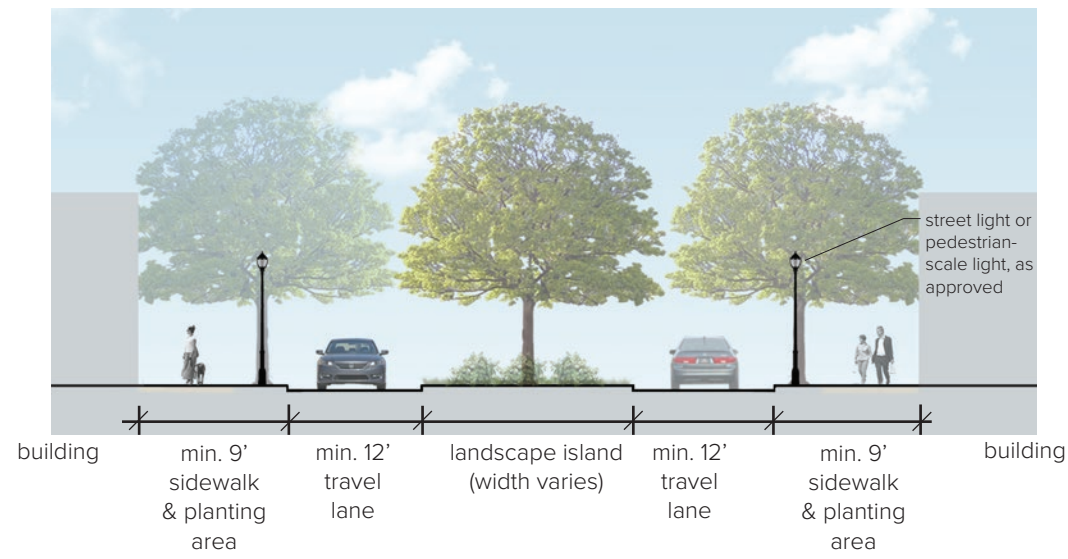 street light or
pedestrian-
scale light, as
approved
building
min. 9’
sidewalk
& planting
area
min. 12’
travel
lane
landscape island
(width varies)
min. 12’
travel
lane
min. 9’
sidewalk
& planting
area
building